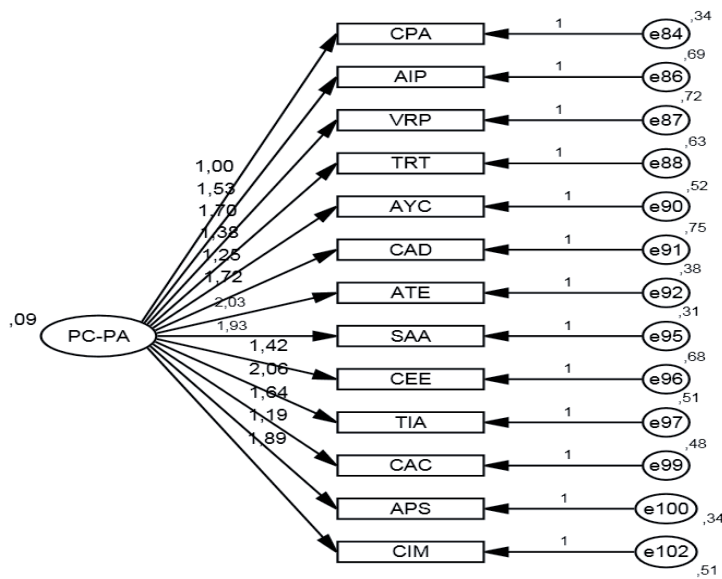 ,34
CPA
1
e84
,69
AIP
1
e86
,72
VRP
1
e87
,63
TRT
1
e88
,52
AYC
1
e90
,75
CAD
1
e91
,38
ATE
1
e92
,31
SAA
1
e95
,68
CEE
1
e96
,51
TIA
1
e97
,48
CAC
1
e99
APS
1
e100
,34
CIM
1
e102
,51
1,00
1,53
1,70
1,38
1,25
1,72
2,03
1,93
1,42
2,06
1,64
1,19
1,89
,09
PC-PA